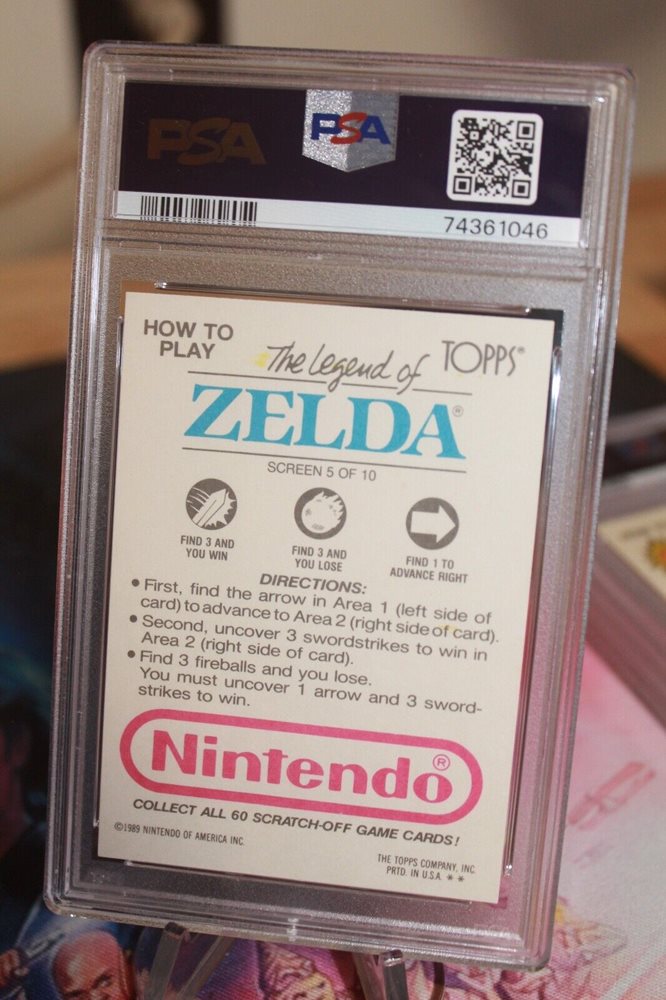 PSA
PSA
74361046
HOW TO
PLAY
The Legend of
TOPPS®
ZELDA®
SCREEN 5 OF 10
FIND 3 AND
YOU WIN
FIND 3 AND
YOU LOSE
FIND 1 TO
ADVANCE RIGHT
DIRECTIONS:
• First, find the arrow in Area 1 (left side of
card) to advance to Area 2 (right side of card).
• Second, uncover 3 swordstrikes to win in
Area 2 (right side of card).
• Find 3 fireballs and you lose.
You must uncover 1 arrow and 3 sword-
strikes to win.
Nintendo®
COLLECT ALL 60 SCRATCH-OFF GAME CARDS!
©1989 NINTENDO OF AMERICA INC.
THE TOPPS COMPANY, INC.
PRTD. IN U.S.A. * *